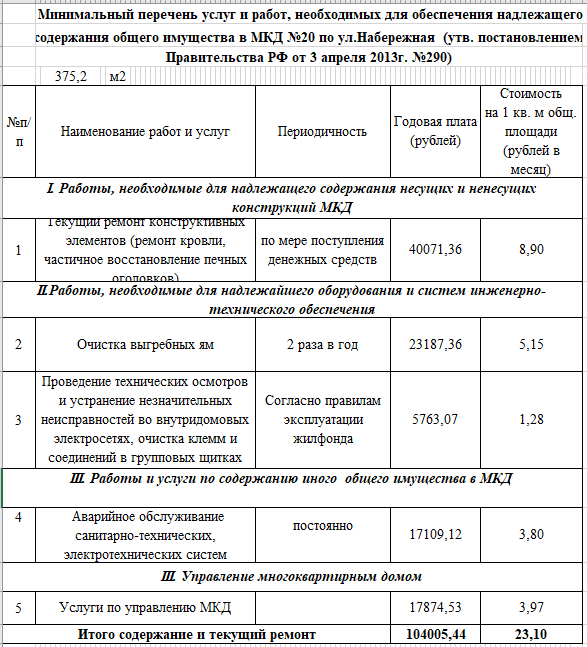 Минимальный перечень услуг и работ, необходимых для обеспечения надлежащего
содержания общего имущества в МКД №20 по ул.Набережная (утв. постановлением
Правительства РФ от 3 апреля 2013г. №290)
375,2 м2
№п/п Наименование работ и услуг Периодичность Годовая плата (рублей) Стоимость на 1 кв. м общ. площади (рублей в месяц)
I. Работы, необходимые для надлежащего содержания несущих и ненесущих
конструкций МКД
1 Текущий ремонт конструктивных элементов (ремонт кровли, частичное восстановление печных оголовков) по мере поступления денежных средств 40071,36 8,90
II.Работы, необходимые для надлежайшего оборудования и систем инженерно-
технического обеспечения
2 Очистка выгребных ям 2 раза в год 23187,36 5,15
3 Проведение технических осмотров и устранение незначительных неисправностей во внутридомовых электросетях, очистка клемм и соединений в групповых щитках Согласно правилам эксплуатации жилфонда 5763,07 1,28
III. Работы и услуги по содержанию иного общего имущества в МКД
4 Аварийное обслуживание санитарно-технических, электротехнических систем постоянно 17109,12 3,80
III. Управление многоквартирным домом
5 Услуги по управлению МКД 17874,53 3,97
Итого содержание и текущий ремонт 104005,44 23,10